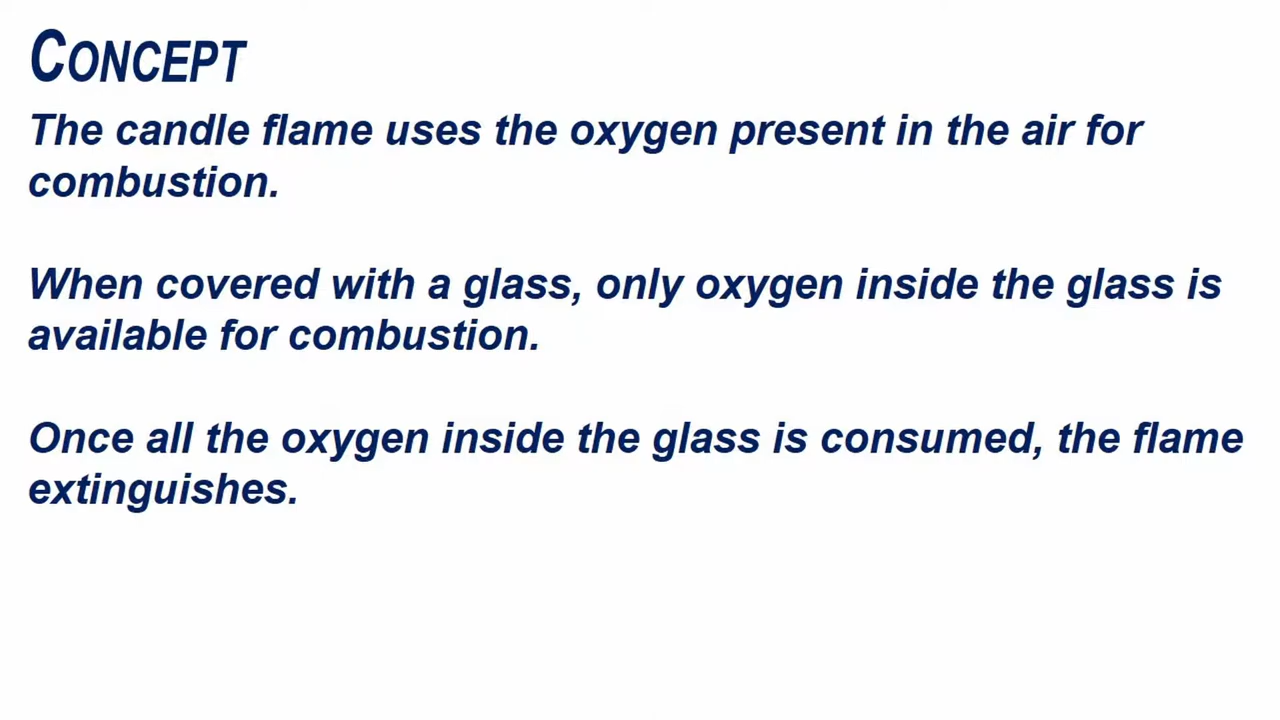 CONCEPT
The candle flame uses the oxygen present in the air for
combustion.
When covered with a glass, only oxygen inside the glass is
available for combustion.
Once all the oxygen inside the glass is consumed, the flame
extinguishes.